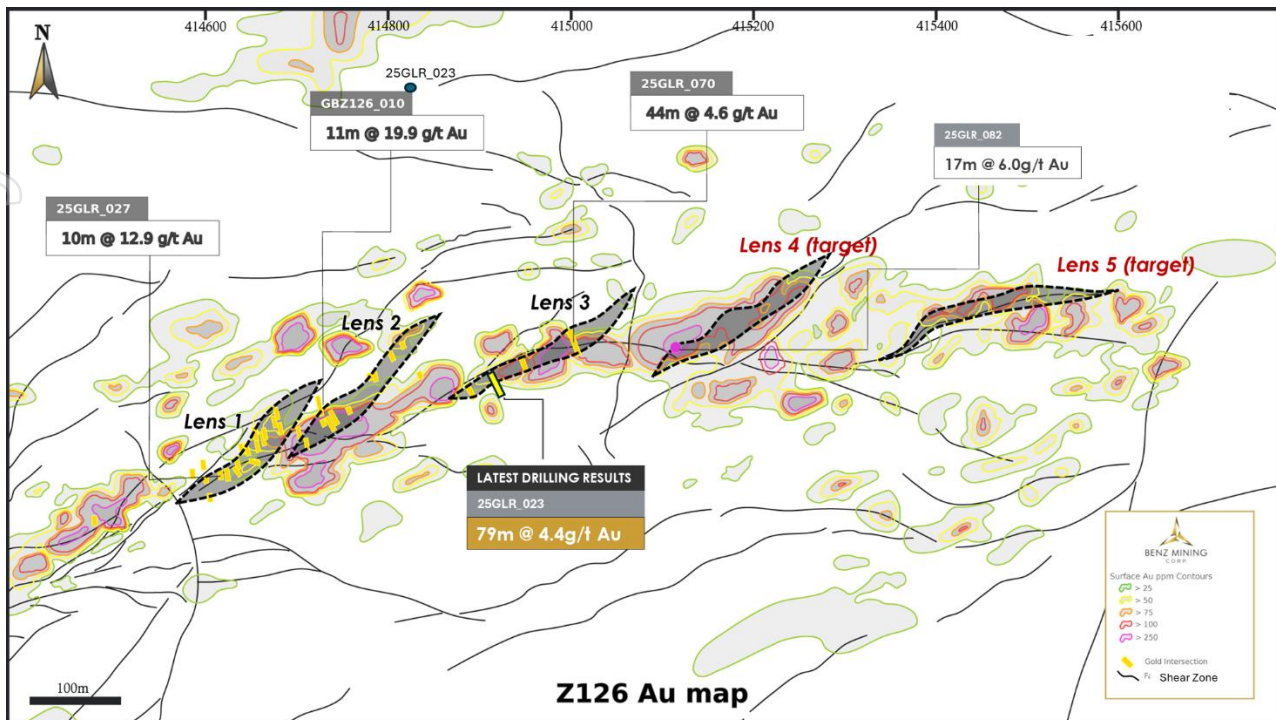 414600
414800
415000
415200
415400
415600
N
25GLR_023
GBZ126_010
11m @ 19.9 g/t Au
25GLR_070
44m @ 4.6 g/t Au
25GLR_082
17m @ 6.0g/t Au
25GLR_027
10m @ 12.9 g/t Au
Lens 4 (target)
Lens 5 (target)
Lens 3
Lens 2
Lens 1
LATEST DRILLING RESULTS
25GLR_023
79m @ 4.4g/t Au
BENZ MINING
CORP.
Surface Au ppm Contours
> 25
> 50
> 75
> 100
> 250
Gold Intersection
Shear Zone
100m
Z126 Au map